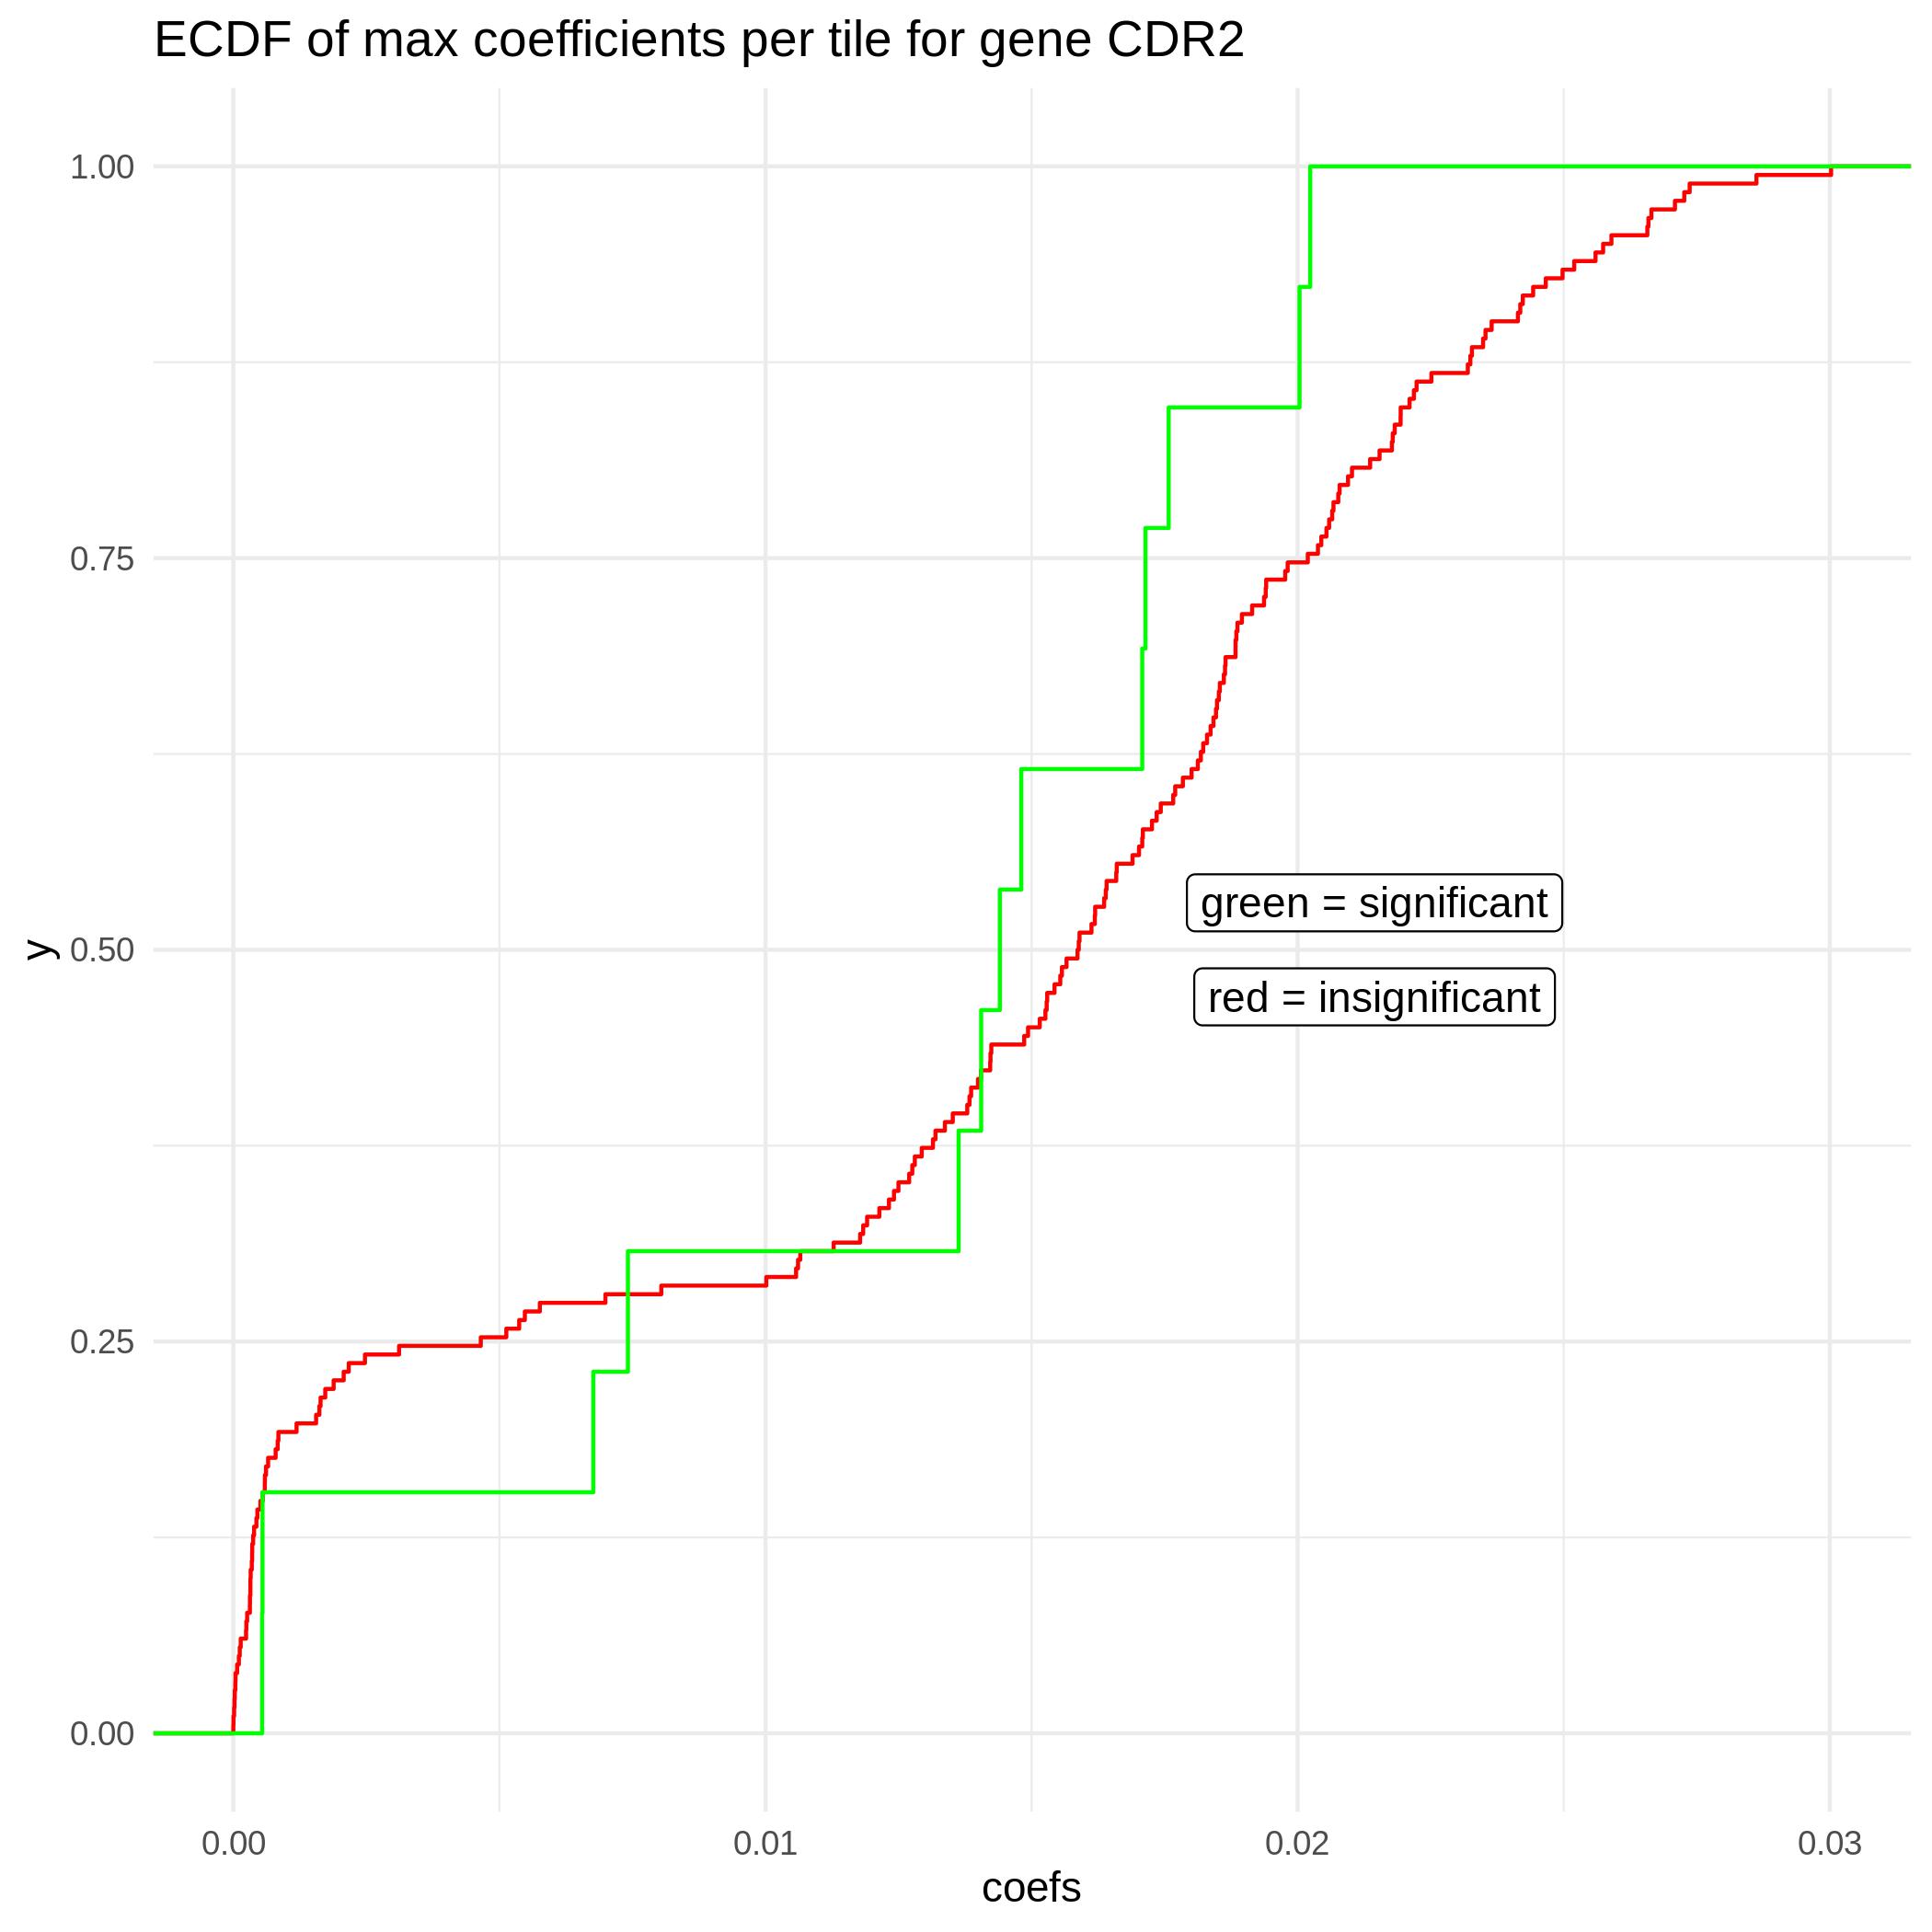 ECDF of max coefficients per tile for gene CDR2
1.00
0.75
0.50
0.25
0.00
y
green = significant
red = insignificant
0.00 0.01 0.02 0.03
coefs